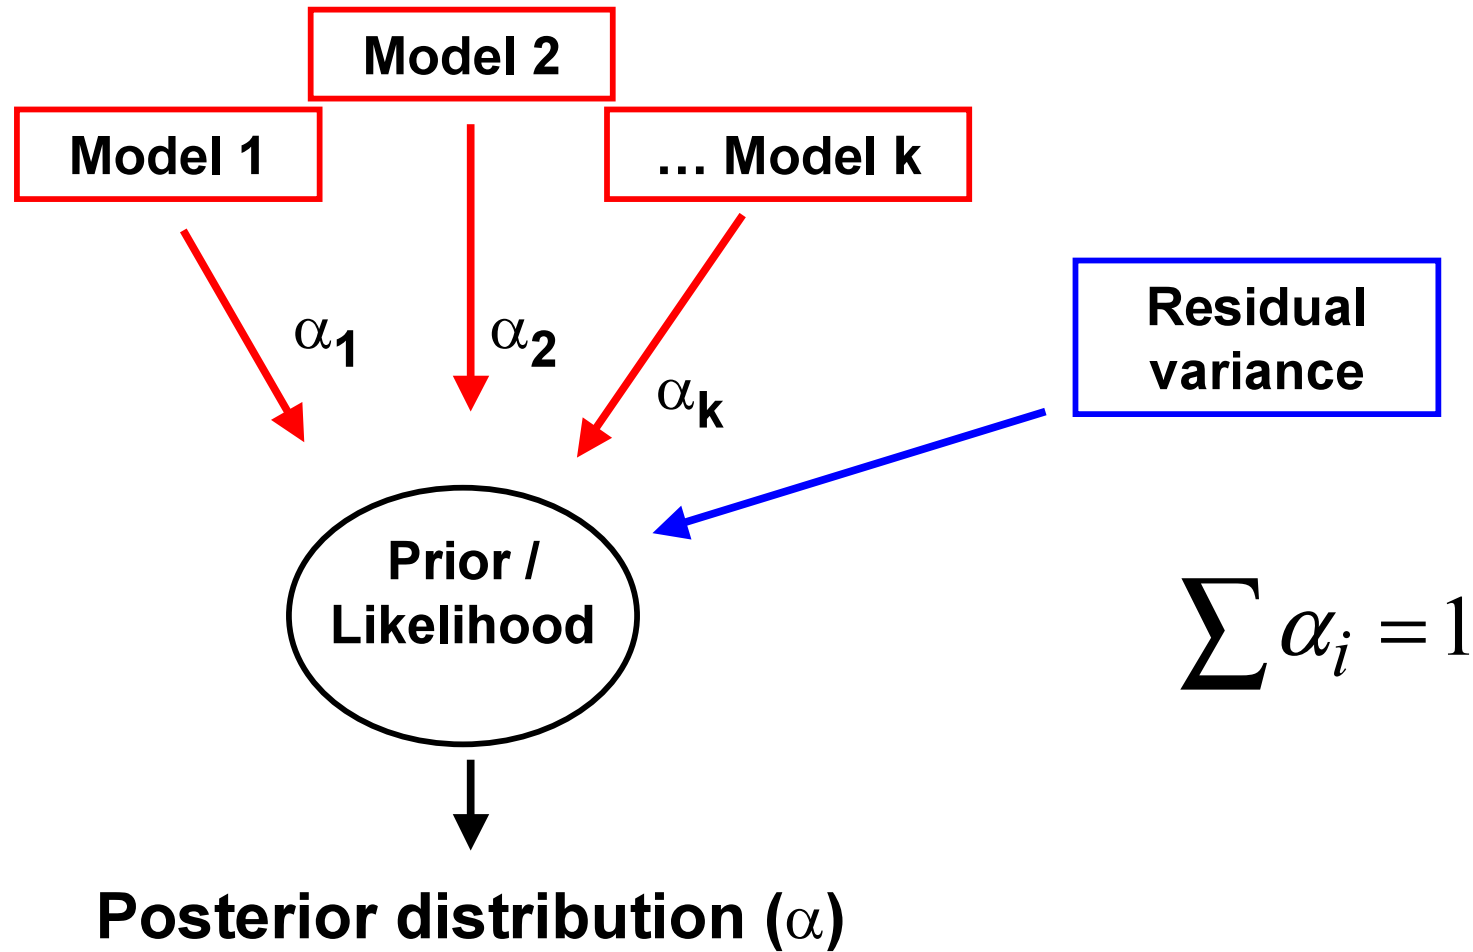 Model 2
Model 1
... Model k
α1
α2
αk
Residual
variance
Prior /
Likelihood
∑ αi = 1
Posterior distribution (α)